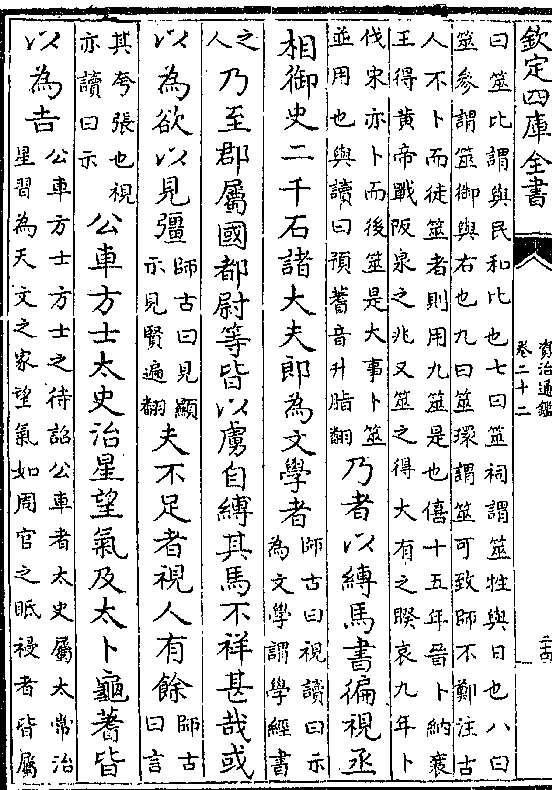 欽定四庫全書
資治通鑑
卷二十二
曰筮比謂與民和比也七曰筮祠謂筮牲與日也八曰
筮參謂筮御與右也九曰筮環謂筮可致師不鄭注古
人不卜而徒筮者則用九筮是也僖十五年晉卜納襄
王得黄帝戰阪泉之兆又筮之得大有之睽哀九年卜
伐宋亦卜而後筮是大事卜筮
並用也與讀曰預蓍音升脂翻
乃者以縛馬書徧視丞
相御史二千石諸大夫郎為文學者
師古曰視讀曰示
為文學謂學經書
之
人
乃至郡屬國都尉等皆以虜自縛其馬不祥甚哉或
以為欲以見彊
師古曰見顯
示見賢遍翻
夫不足者視人有餘
師古
曰言
其夸張也視
亦讀曰示
公車方士太史治星望氣及太卜龜蓍皆
以為吉
公車方士方士之待詔公車者太史屬太常治
星習為天文之家望氣如周官之眡祲者皆屬